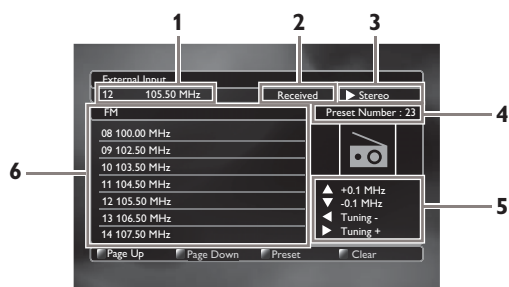 1 2 3
External Input
12 105.50 MHz Received Stereo
FM Preset Number : 23 4
08 100.00 MHz
09 102.50 MHz
10 103.50 MHz
6 11 104.50 MHz +0.1 MHz
12 105.50 MHz -0.1 MHz 5
13 106.50 MHz Tuning -
14 107.50 MHz Tuning +
Page Up Page Down Preset Clear